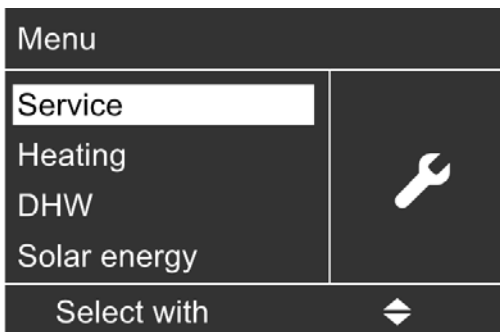 Menu
Service
Heating
DHW
Solar energy
Select with